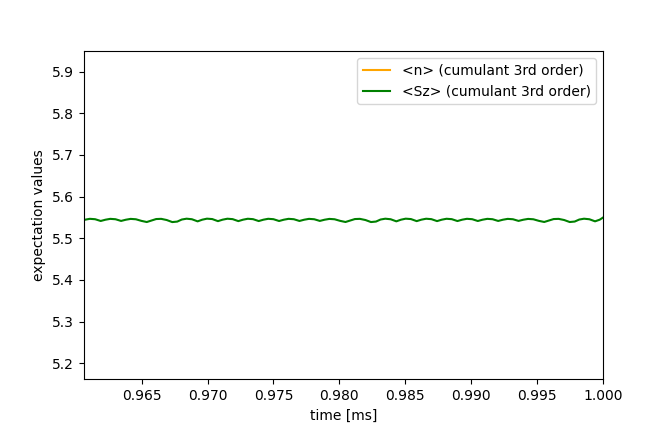 <n> (cumulant 3rd order)
<Sz> (cumulant 3rd order)
expectation values
5.9
5.8
5.7
5.6
5.5
5.4
5.3
5.2
0.965 0.970 0.975 0.980 0.985 0.990 0.995 1.000
time [ms]